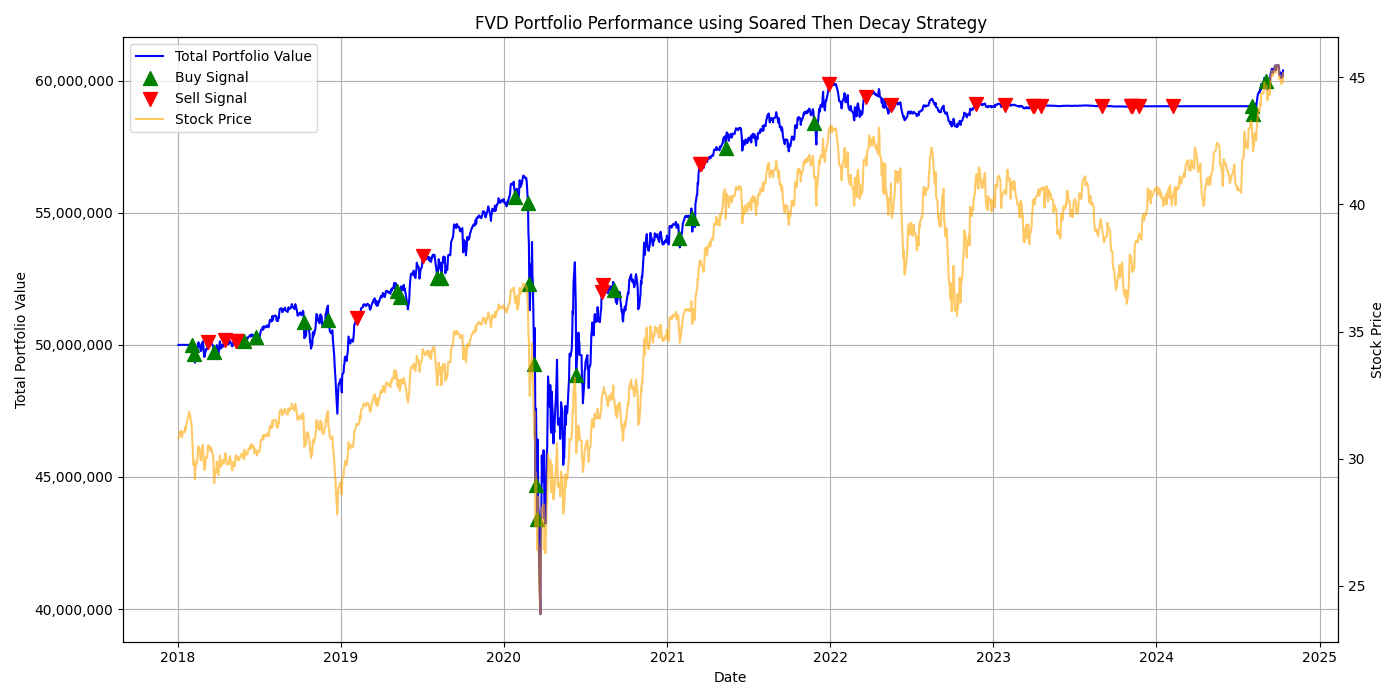 FVD Portfolio Performance using Soared Then Decay Strategy
Total Portfolio Value
Buy Signal
Sell Signal
Stock Price
60,000,000
55,000,000
50,000,000
45,000,000
40,000,000
Total Portfolio Value
45
40
35
30
25
Stock Price
2018
2019
2020
2021
2022
2023
2024
2025
Date